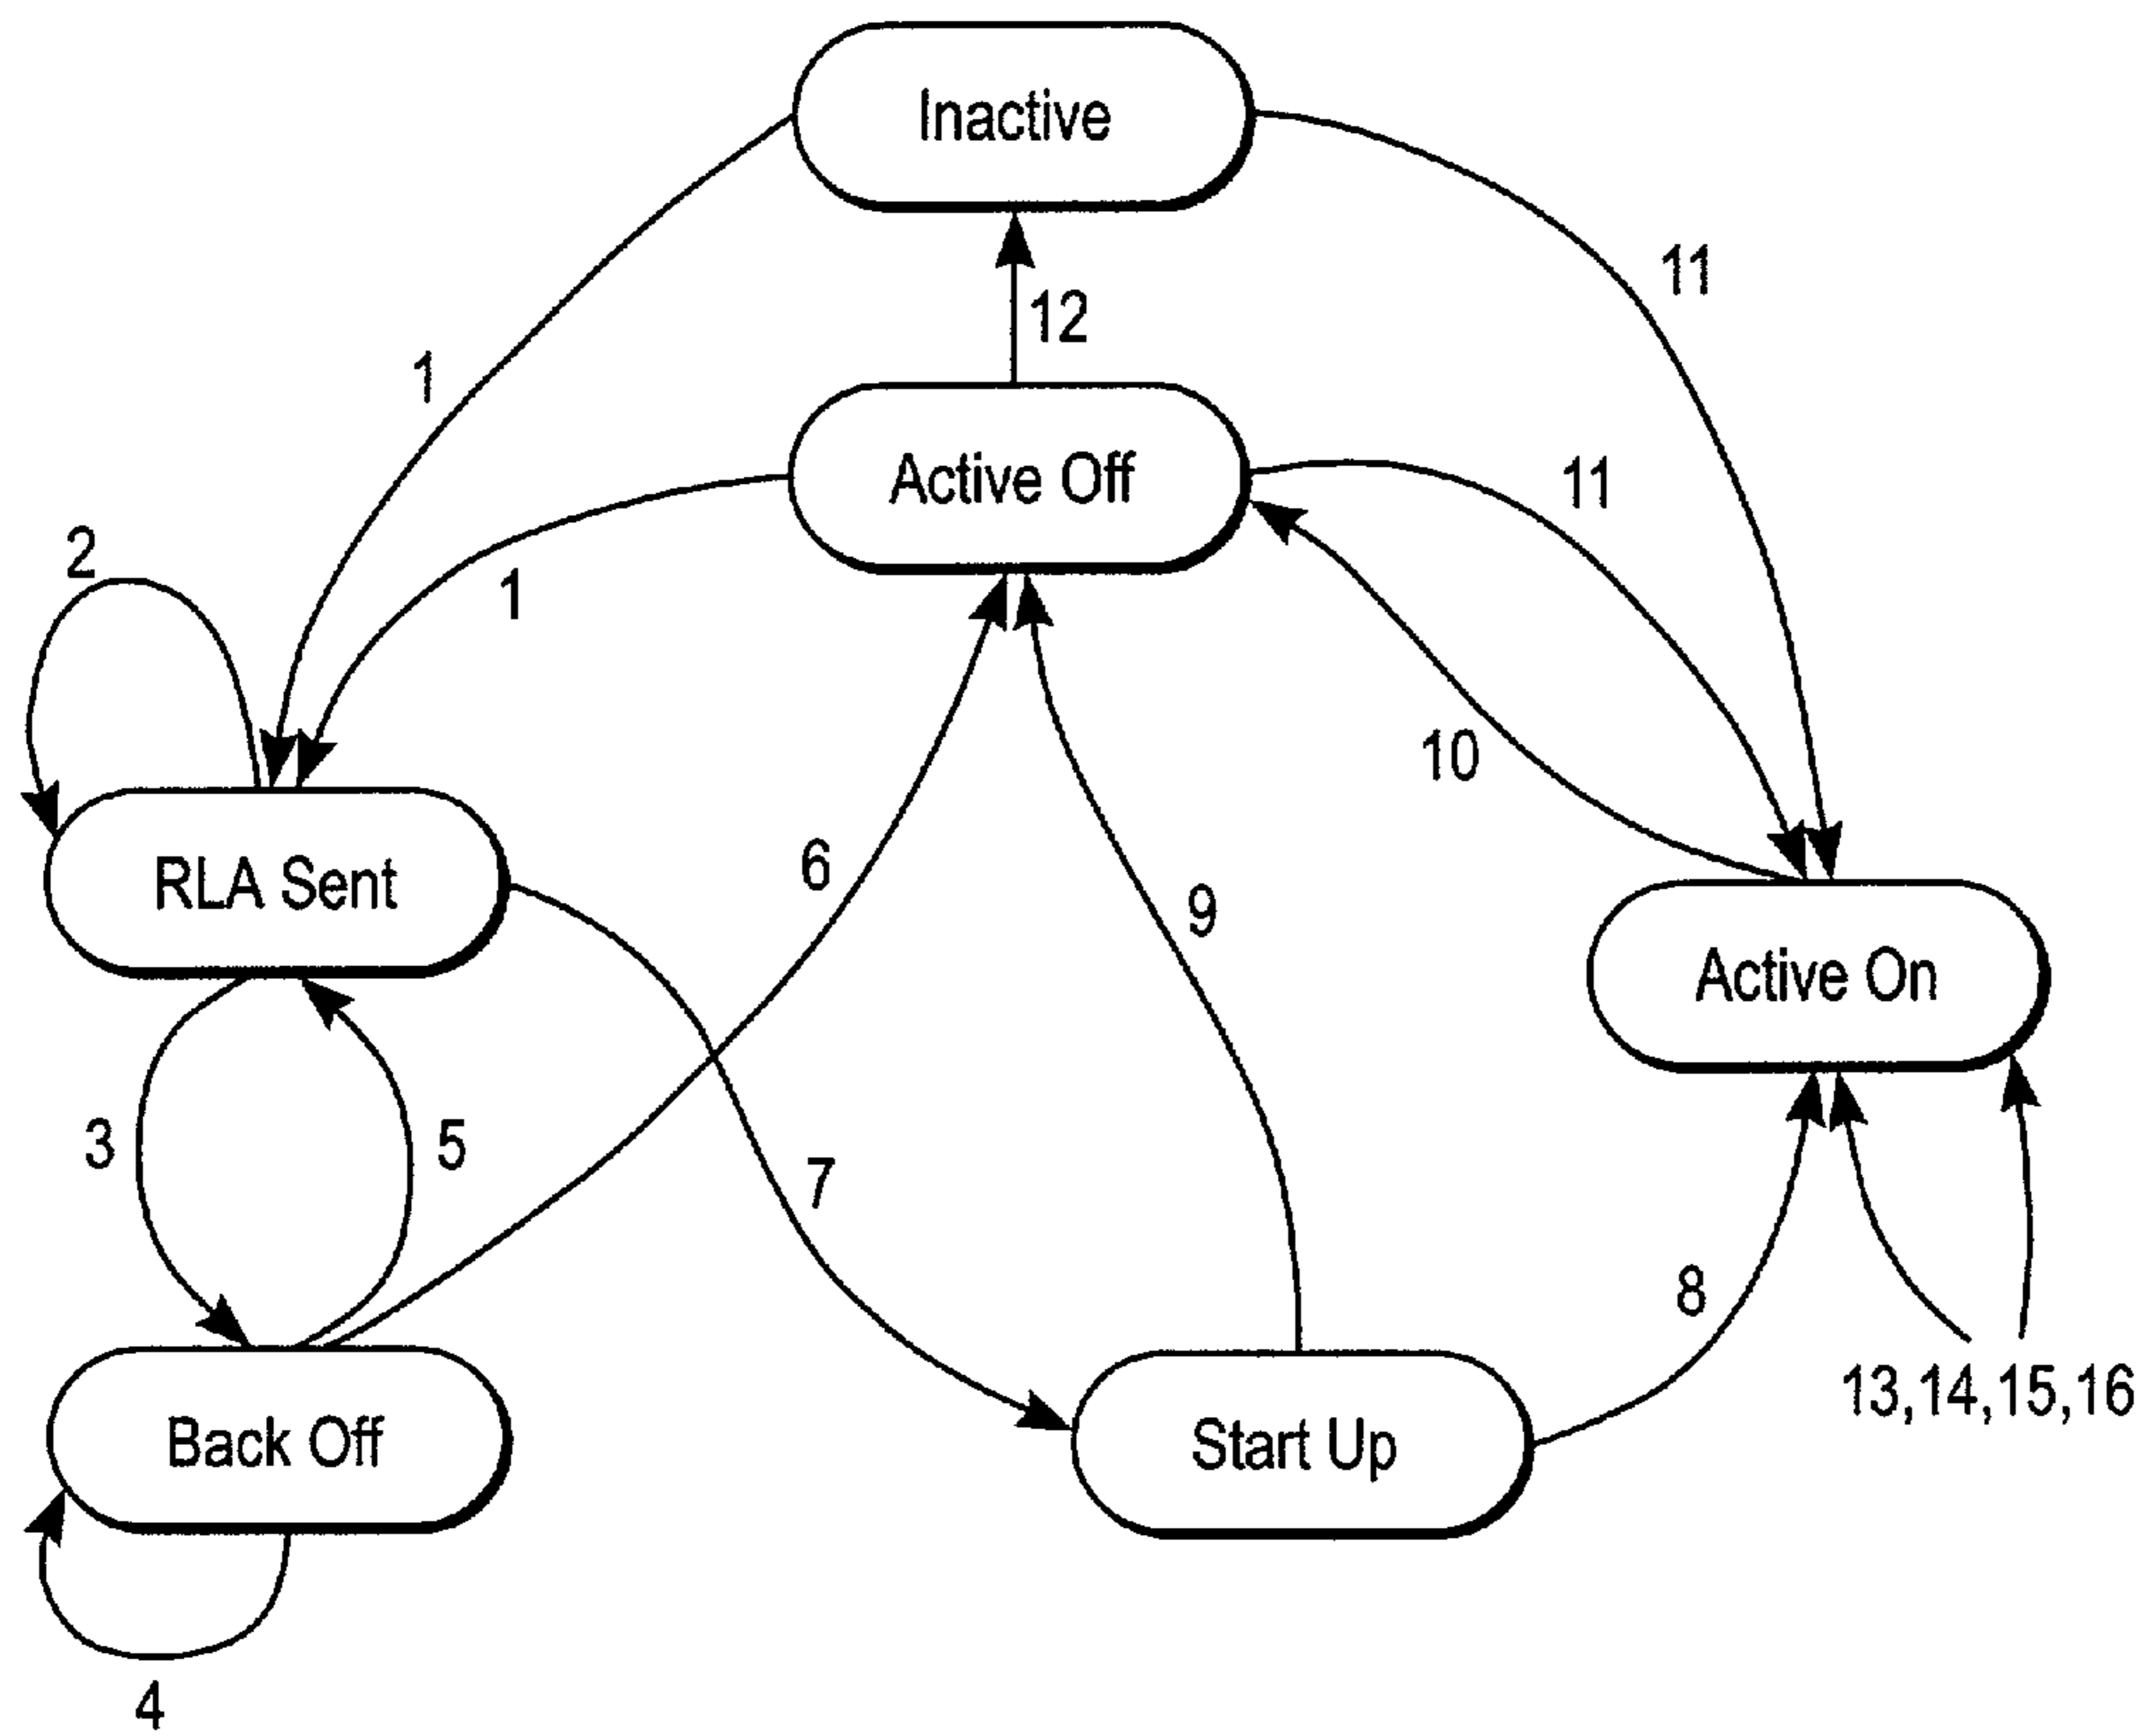 Inactive
11
12
1
Active Off
11
2
1
10
6
RLA Sent
9
Active On
3
5
7
8
13,14,15,16
Back Off
Start Up
4